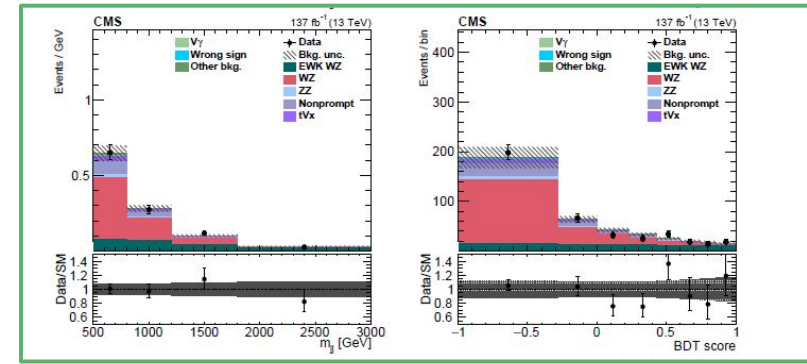 CMS 137 fb⁻¹ (13 TeV)
Events / GeV
Vγ
Wrong sign
Other bkg.
Data
Bkg. unc.
EWK WZ
WZ
ZZ
Nonprompt
tVx
1
0.5
Data/SM
1.4
1.2
1
0.8
0.6
500 1000 1500 2000 2500 3000
m_jj [GeV]
CMS 137 fb⁻¹ (13 TeV)
Events / bin
Vγ
Wrong sign
Other bkg.
Data
Bkg. unc.
EWK WZ
WZ
ZZ
Nonprompt
tVx
400
300
200
100
Data/SM
1.4
1.2
1
0.8
0.6
−1 −0.5 0 0.5 1
BDT score